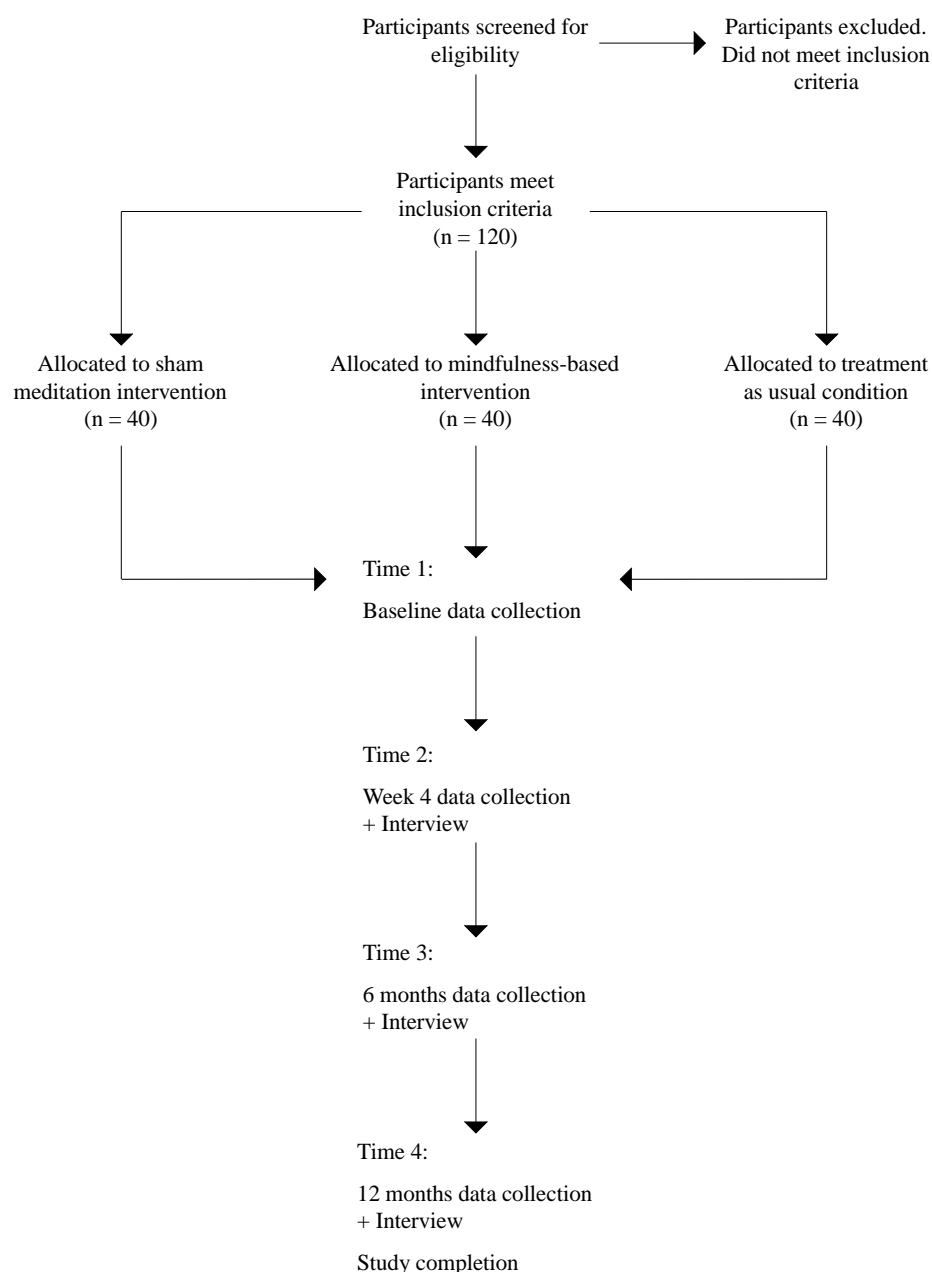 Participants screened for
eligibility
Participants excluded.
Did not meet inclusion
criteria
Participants meet
inclusion criteria
(n = 120)
Allocated to sham
meditation intervention
(n = 40)
Allocated to mindfulness-based
intervention
(n = 40)
Allocated to treatment
as usual condition
(n = 40)
Time 1:
Baseline data collection
Time 2:
Week 4 data collection
+ Interview
Time 3:
6 months data collection
+ Interview
Time 4:
12 months data collection
+ Interview
Study completion